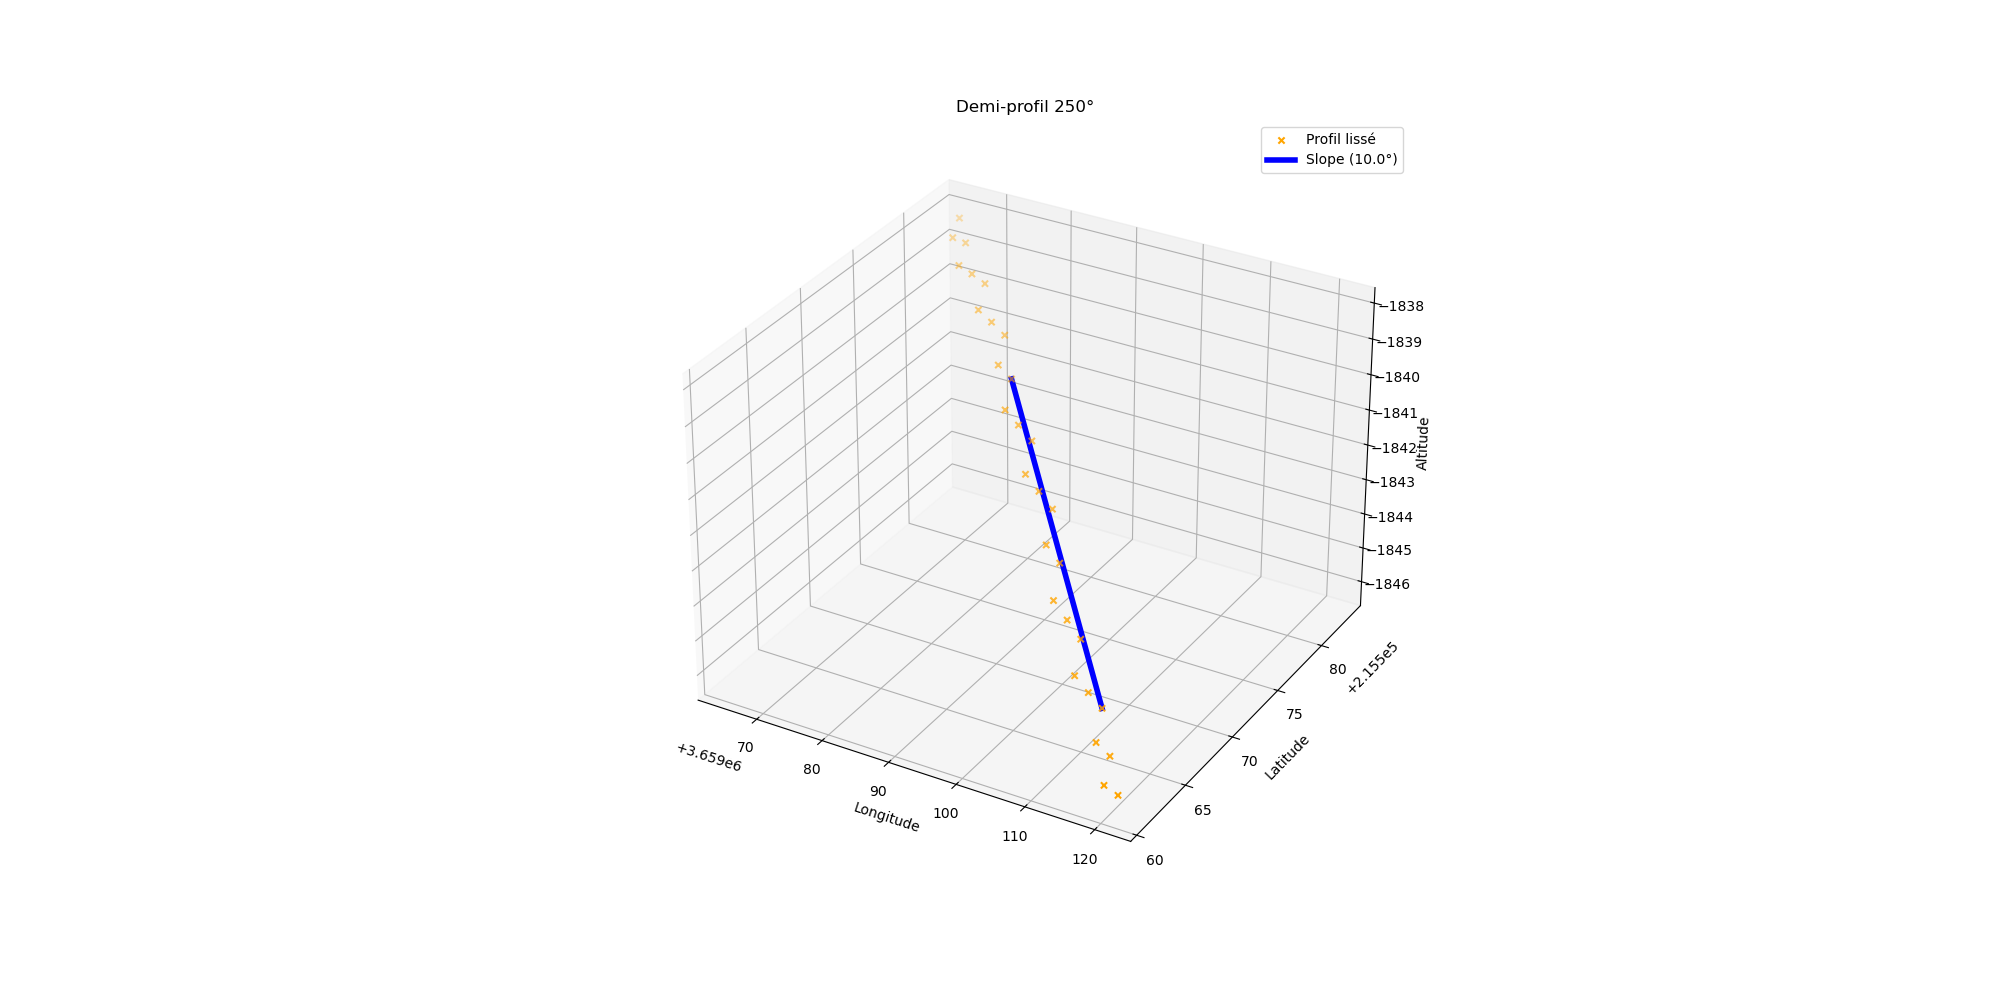 Demi-profil 250°
Profil lissé
Slope (10.0°)
−1838
−1839
−1840
−1841
−1842
−1843
−1844
−1845
−1846
Altitude
+2.155e5
80
75
70
65
60
Latitude
+3.659e6
70
80
90
100
110
120
Longitude